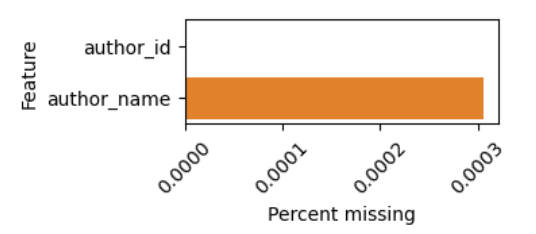 Feature
author_id
author_name
0.0000
0.0001
0.0002
0.0003
Percent missing